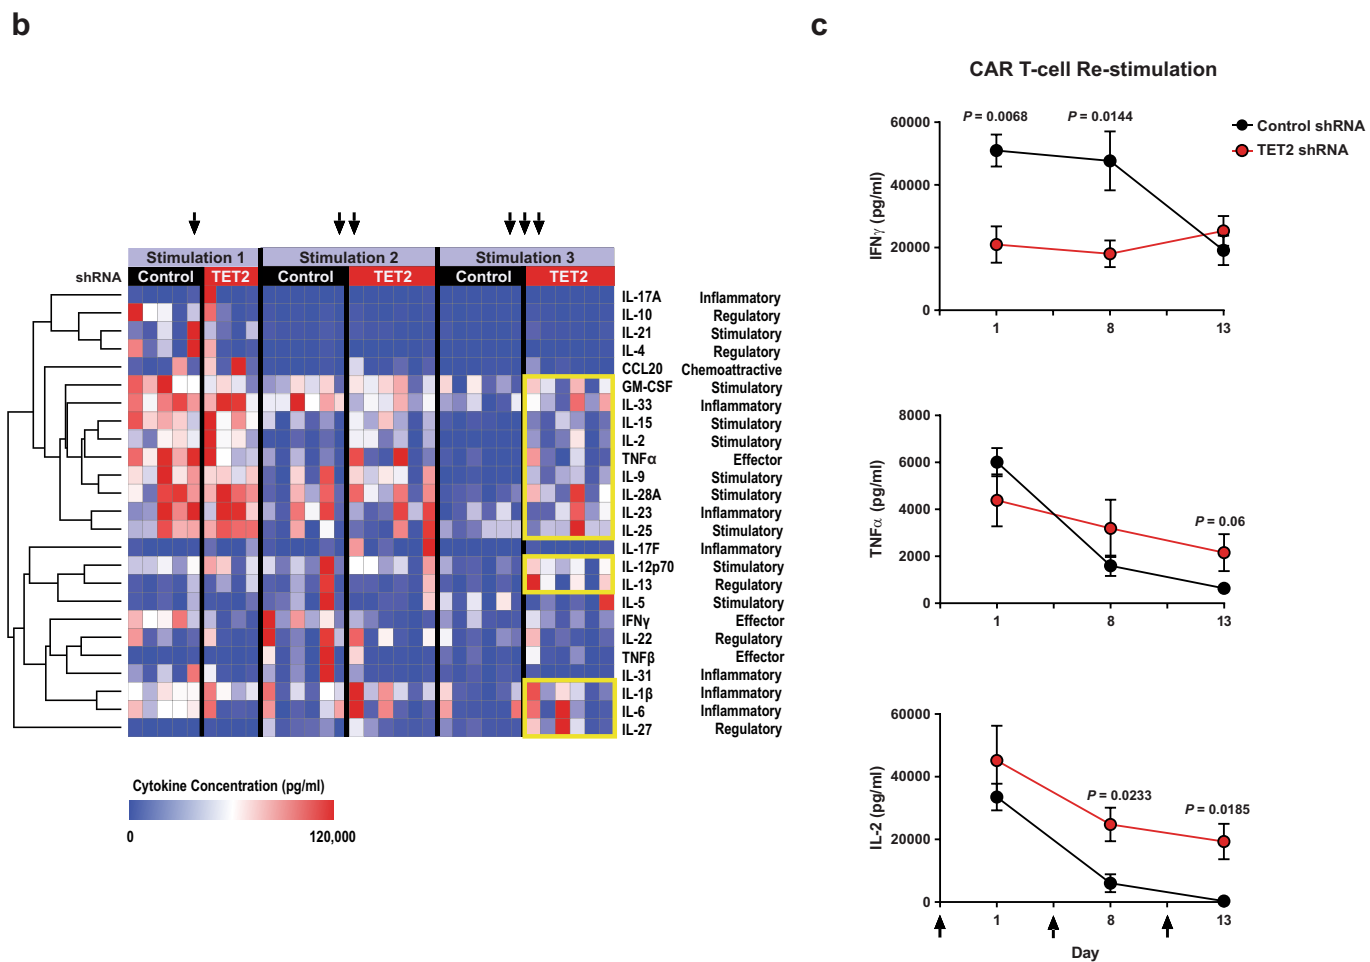 b
c
CAR T-cell Re-stimulation
Stimulation 1
Stimulation 2
Stimulation 3
shRNA
Control
TET2
Control
TET2
Control
TET2
IL-17A Inflammatory
IL-10 Regulatory
IL-21 Stimulatory
IL-4 Regulatory
CCL20 Chemoattractive
GM-CSF Stimulatory
IL-33 Inflammatory
IL-15 Stimulatory
IL-2 Stimulatory
TNFα Effector
IL-9 Stimulatory
IL-28A Stimulatory
IL-23 Inflammatory
IL-25 Stimulatory
IL-17F Inflammatory
IL-12p70 Stimulatory
IL-13 Regulatory
IL-5 Stimulatory
IFNγ Effector
IL-22 Regulatory
TNFβ Effector
IL-31 Inflammatory
IL-1β Inflammatory
IL-6 Inflammatory
IL-27 Regulatory
Cytokine Concentration (pg/ml)
0
120,000
Control shRNA
TET2 shRNA
IFNγ (pg/ml)
60000
40000
20000
0
P = 0.0068
P = 0.0144
1
8
13
TNFα (pg/ml)
8000
6000
4000
2000
0
P = 0.06
1
8
13
IL-2 (pg/ml)
60000
40000
20000
0
P = 0.0233
P = 0.0185
1
8
13
Day